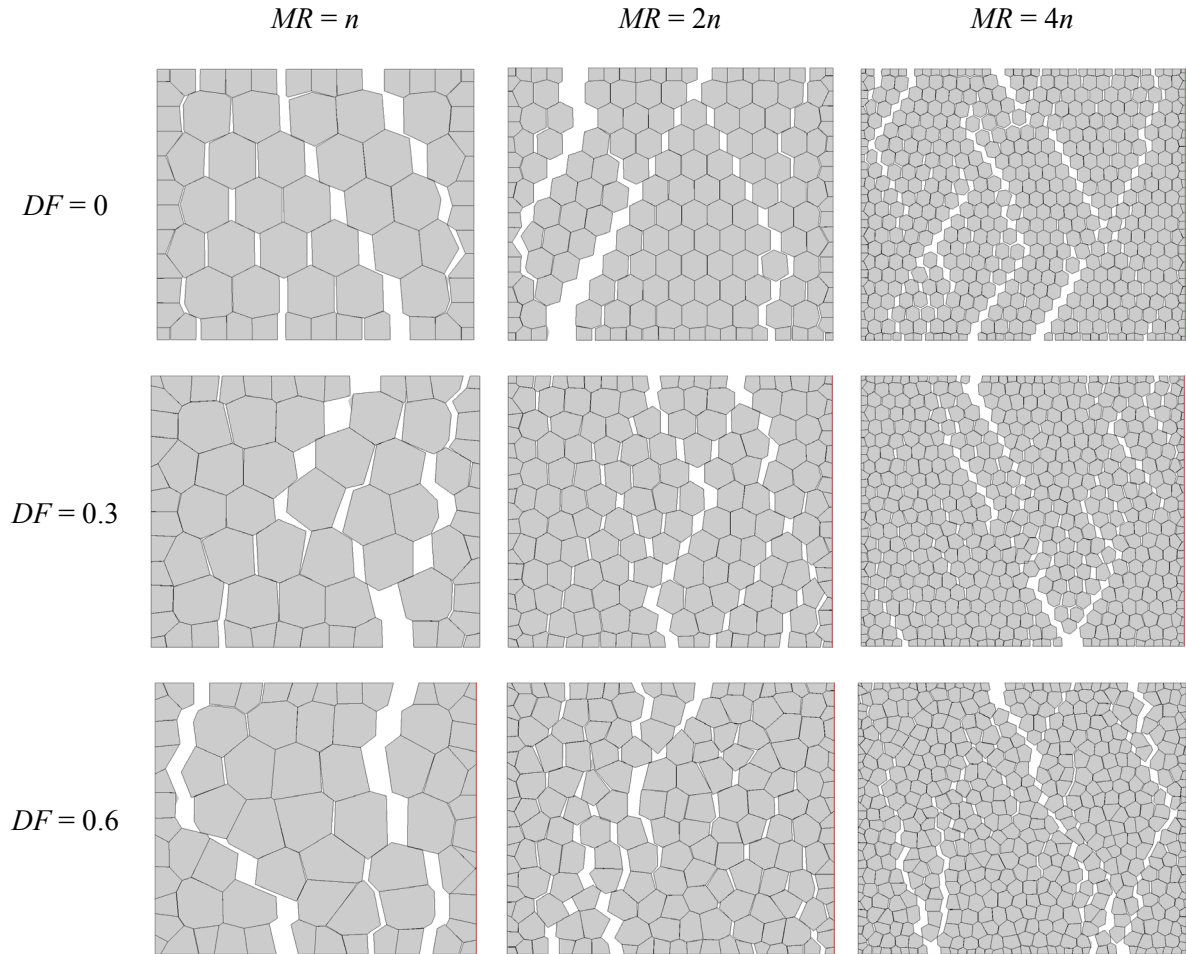 MR = n
MR = 2n
MR = 4n
DF = 0
DF = 0.3
DF = 0.6